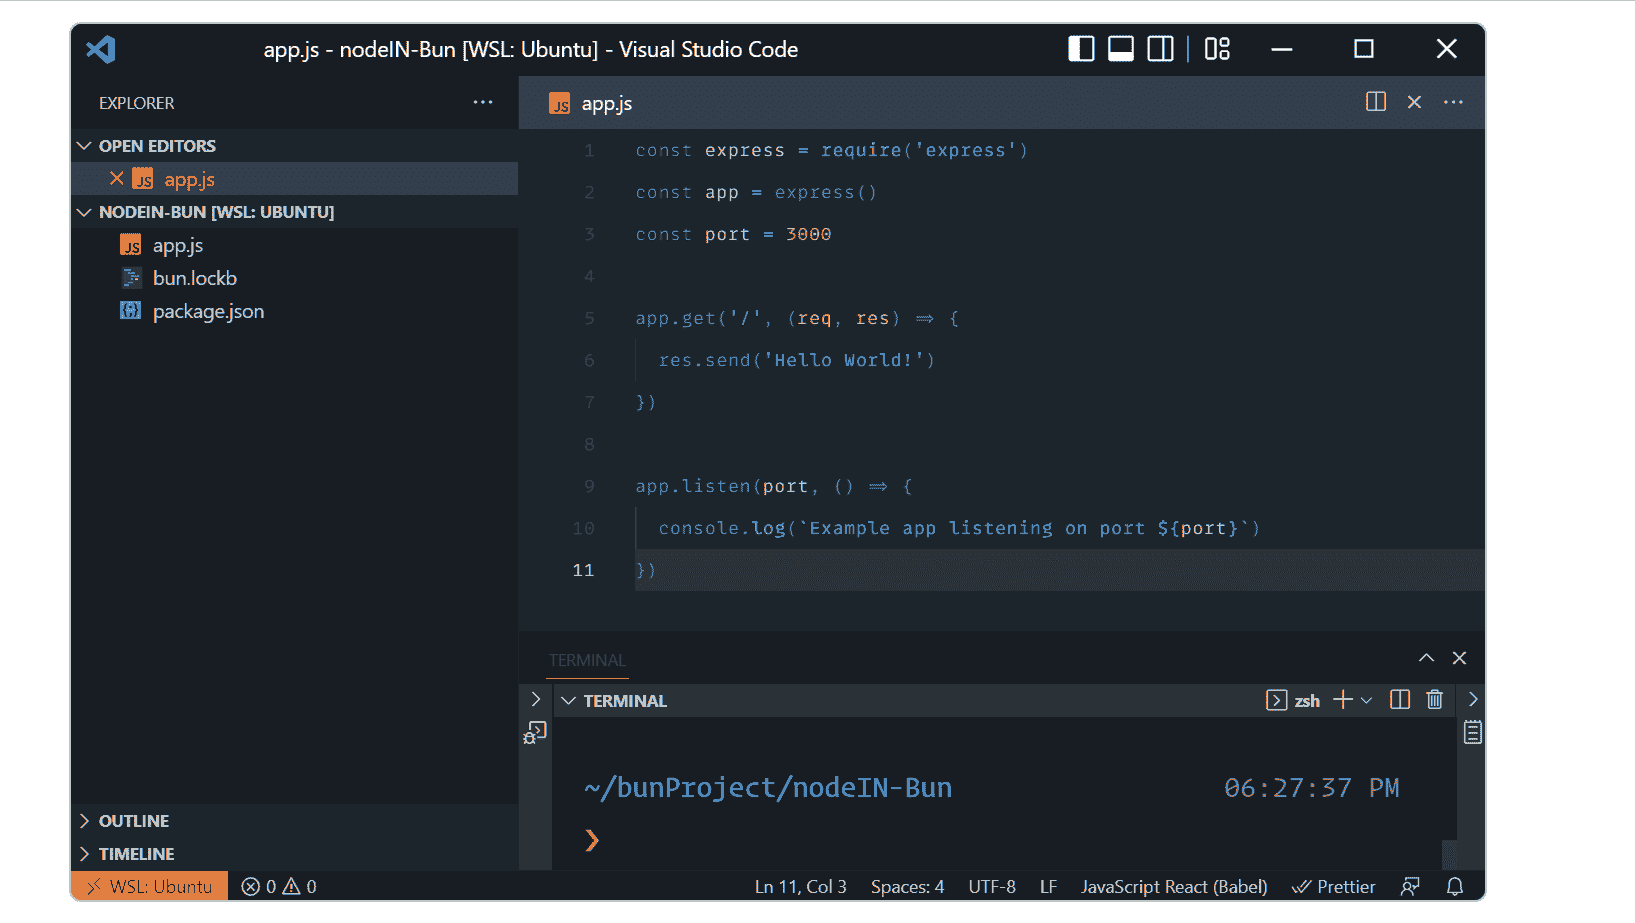 app.js - nodeIN-Bun [WSL: Ubuntu] - Visual Studio Code
EXPLORER
OPEN EDITORS
JS app.js
NODEIN-BUN [WSL: UBUNTU]
JS app.js
bun.lockb
package.json
OUTLINE
TIMELINE
JS app.js
1 const express = require('express')
2 const app = express()
3 const port = 3000
4
5 app.get('/', (req, res) => {
6 res.send('Hello World!')
7 })
8
9 app.listen(port, () => {
10 console.log(`Example app listening on port ${port}`)
11 })
TERMINAL
TERMINAL
zsh
~/bunProject/nodeIN-Bun 06:27:37 PM
❯
WSL: Ubuntu 0 0 Ln 11, Col 3 Spaces: 4 UTF-8 LF JavaScript React (Babel) Prettier